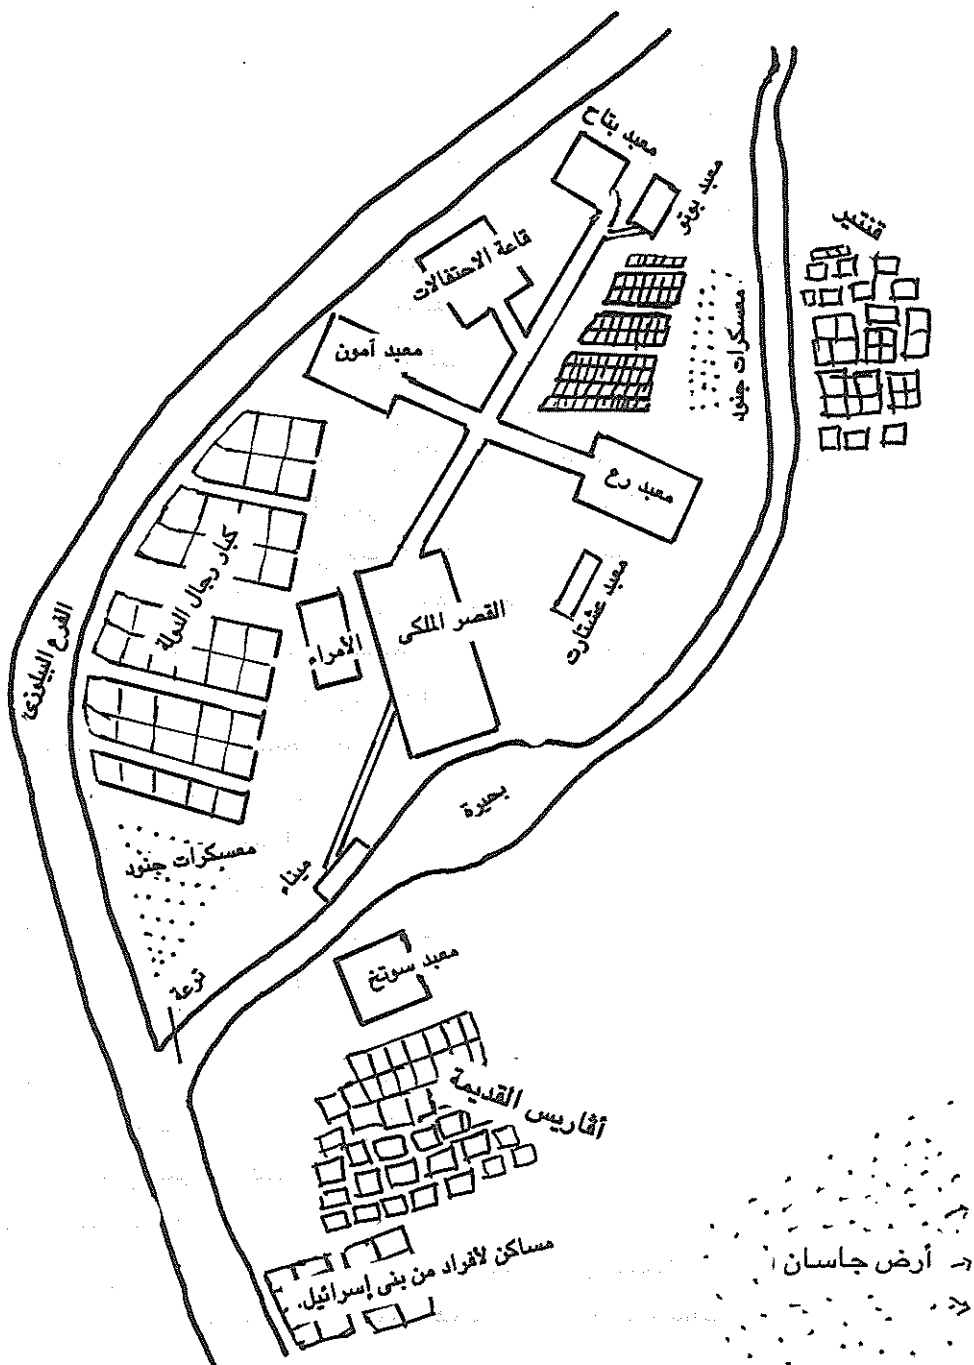 معبد بتاح
معبد بوتو
قنتير
قاعة الاحتفالات
معسكرات جنود
معبد آمون
معبد رع
كبار رجال الدولة
معبد عشتارت
القصر الملكى
الأمراء
الفرع البيلوزى
بحيرة
معسكرات جنود
ميناء
معبد سوتخ
ترعة
أڤاريس القديمة
مساكن لأفراد من بنى إسرائيل.
أرض جاسان